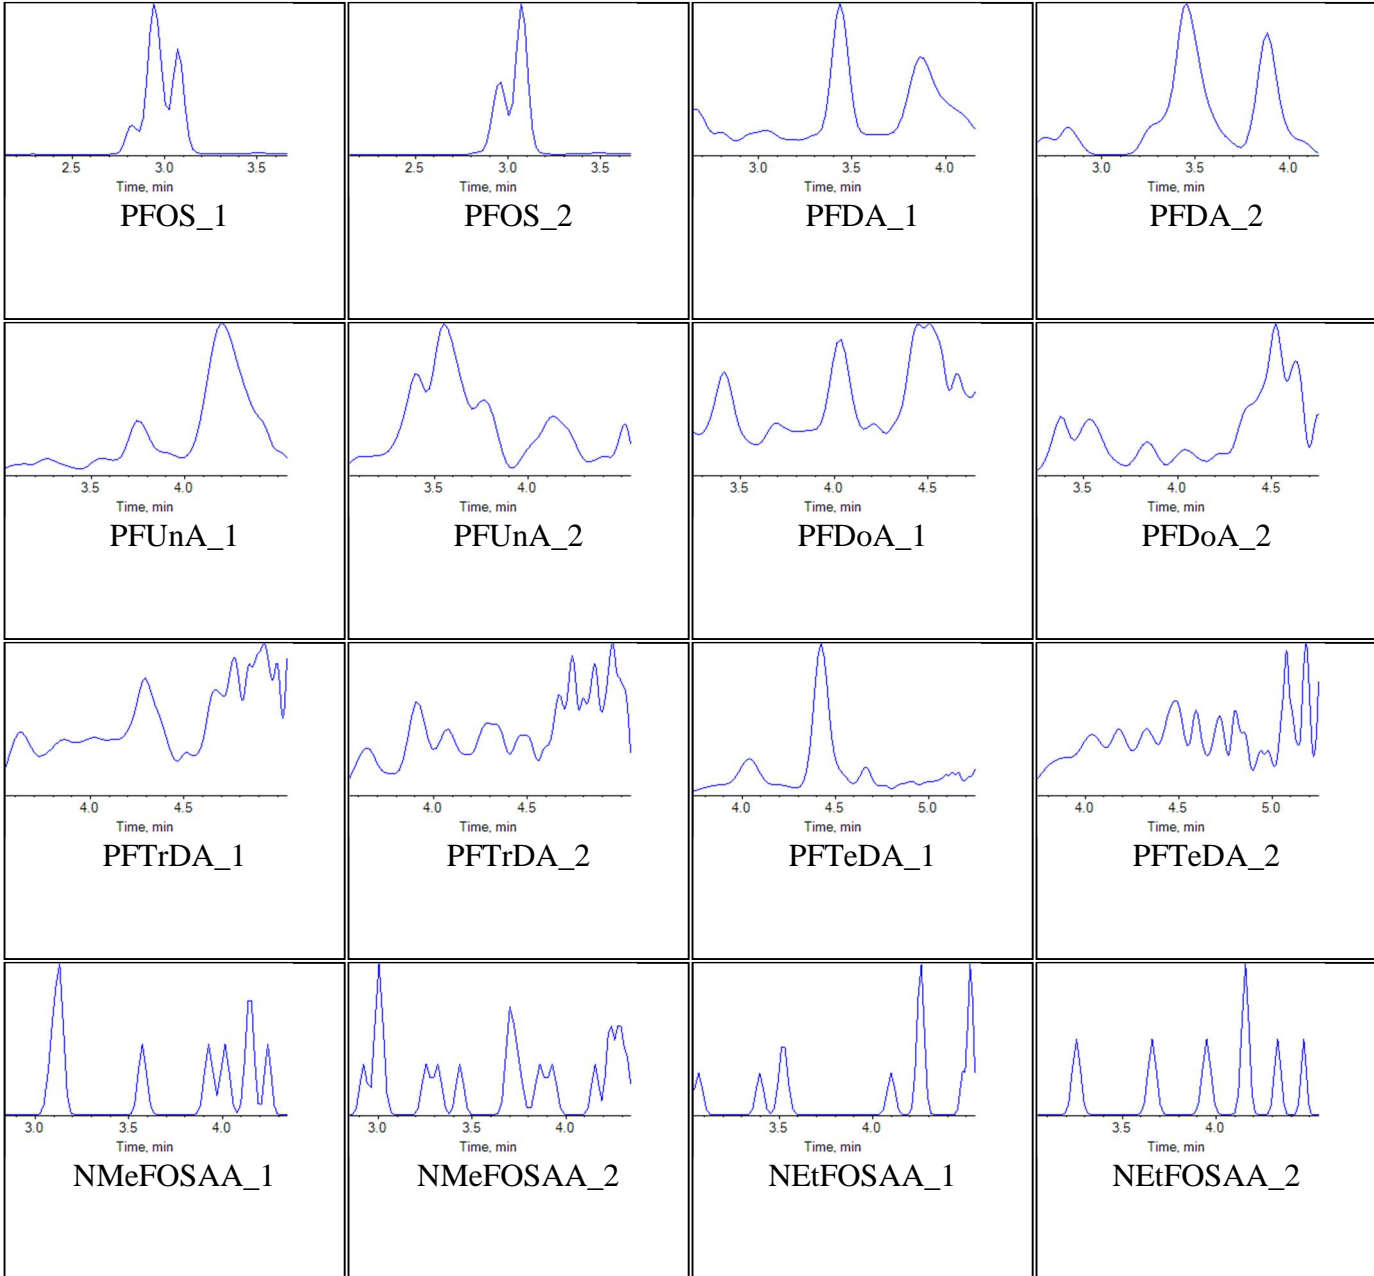 2.5 3.0 3.5
Time, min
PFOS_1
2.5 3.0 3.5
Time, min
PFOS_2
3.0 3.5 4.0
Time, min
PFDA_1
3.0 3.5 4.0
Time, min
PFDA_2
3.5 4.0
Time, min
PFUnA_1
3.5 4.0
Time, min
PFUnA_2
3.5 4.0 4.5
Time, min
PFDoA_1
3.5 4.0 4.5
Time, min
PFDoA_2
4.0 4.5
Time, min
PFTrDA_1
4.0 4.5
Time, min
PFTrDA_2
4.0 4.5 5.0
Time, min
PFTeDA_1
4.0 4.5 5.0
Time, min
PFTeDA_2
3.0 3.5 4.0
Time, min
NMeFOSAA_1
3.0 3.5 4.0
Time, min
NMeFOSAA_2
3.5 4.0
Time, min
NEtFOSAA_1
3.5 4.0
Time, min
NEtFOSAA_2